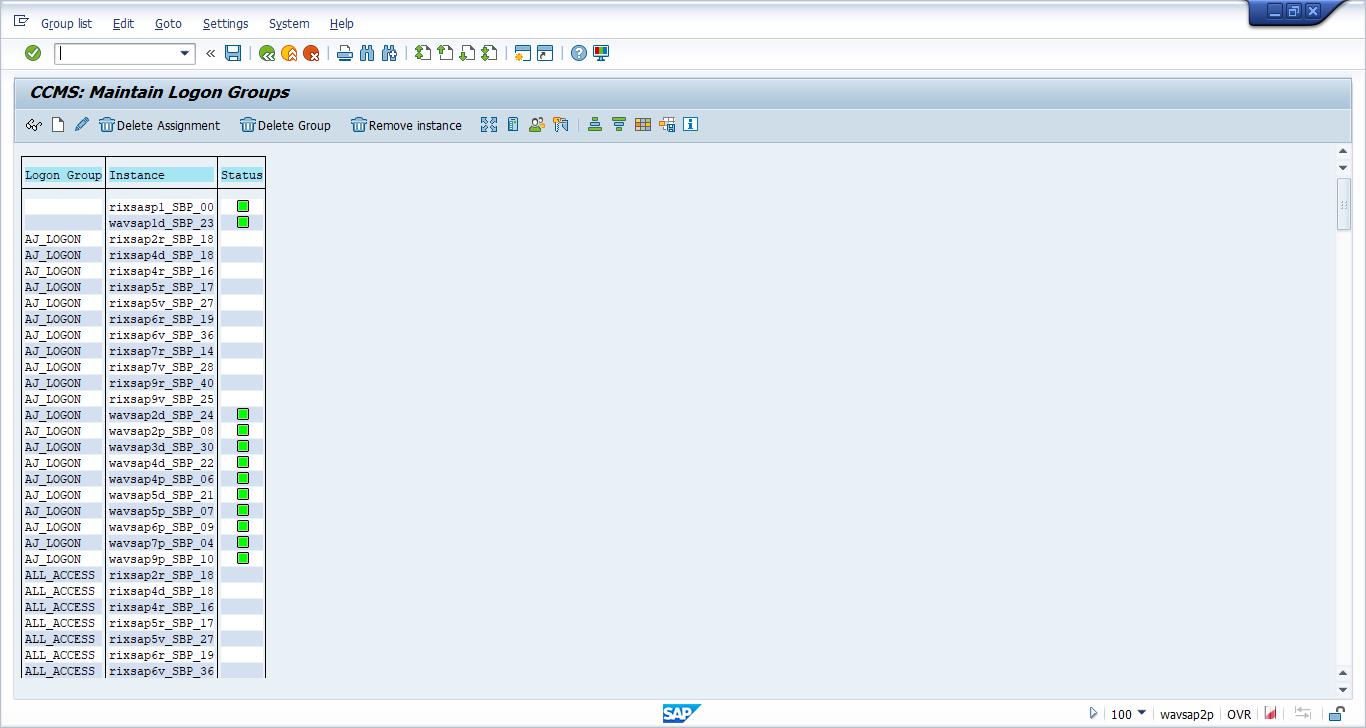 Group list Edit Goto Settings System Help
CCMS: Maintain Logon Groups
Delete Assignment Delete Group Remove instance
Logon Group Instance Status
rixsasp1_SBP_00
wavsap1d_SBP_23
AJ_LOGON rixsap2r_SBP_18
AJ_LOGON rixsap4d_SBP_18
AJ_LOGON rixsap4r_SBP_16
AJ_LOGON rixsap5r_SBP_17
AJ_LOGON rixsap5v_SBP_27
AJ_LOGON rixsap6r_SBP_19
AJ_LOGON rixsap6v_SBP_36
AJ_LOGON rixsap7r_SBP_14
AJ_LOGON rixsap7v_SBP_28
AJ_LOGON rixsap9r_SBP_40
AJ_LOGON rixsap9v_SBP_25
AJ_LOGON wavsap2d_SBP_24
AJ_LOGON wavsap2p_SBP_08
AJ_LOGON wavsap3d_SBP_30
AJ_LOGON wavsap4d_SBP_22
AJ_LOGON wavsap4p_SBP_06
AJ_LOGON wavsap5d_SBP_21
AJ_LOGON wavsap5p_SBP_07
AJ_LOGON wavsap6p_SBP_09
AJ_LOGON wavsap7p_SBP_04
AJ_LOGON wavsap9p_SBP_10
ALL_ACCESS rixsap2r_SBP_18
ALL_ACCESS rixsap4d_SBP_18
ALL_ACCESS rixsap4r_SBP_16
ALL_ACCESS rixsap5r_SBP_17
ALL_ACCESS rixsap5v_SBP_27
ALL_ACCESS rixsap6r_SBP_19
ALL_ACCESS rixsap6v_SBP_36
SAP 100 wavsap2p OVR